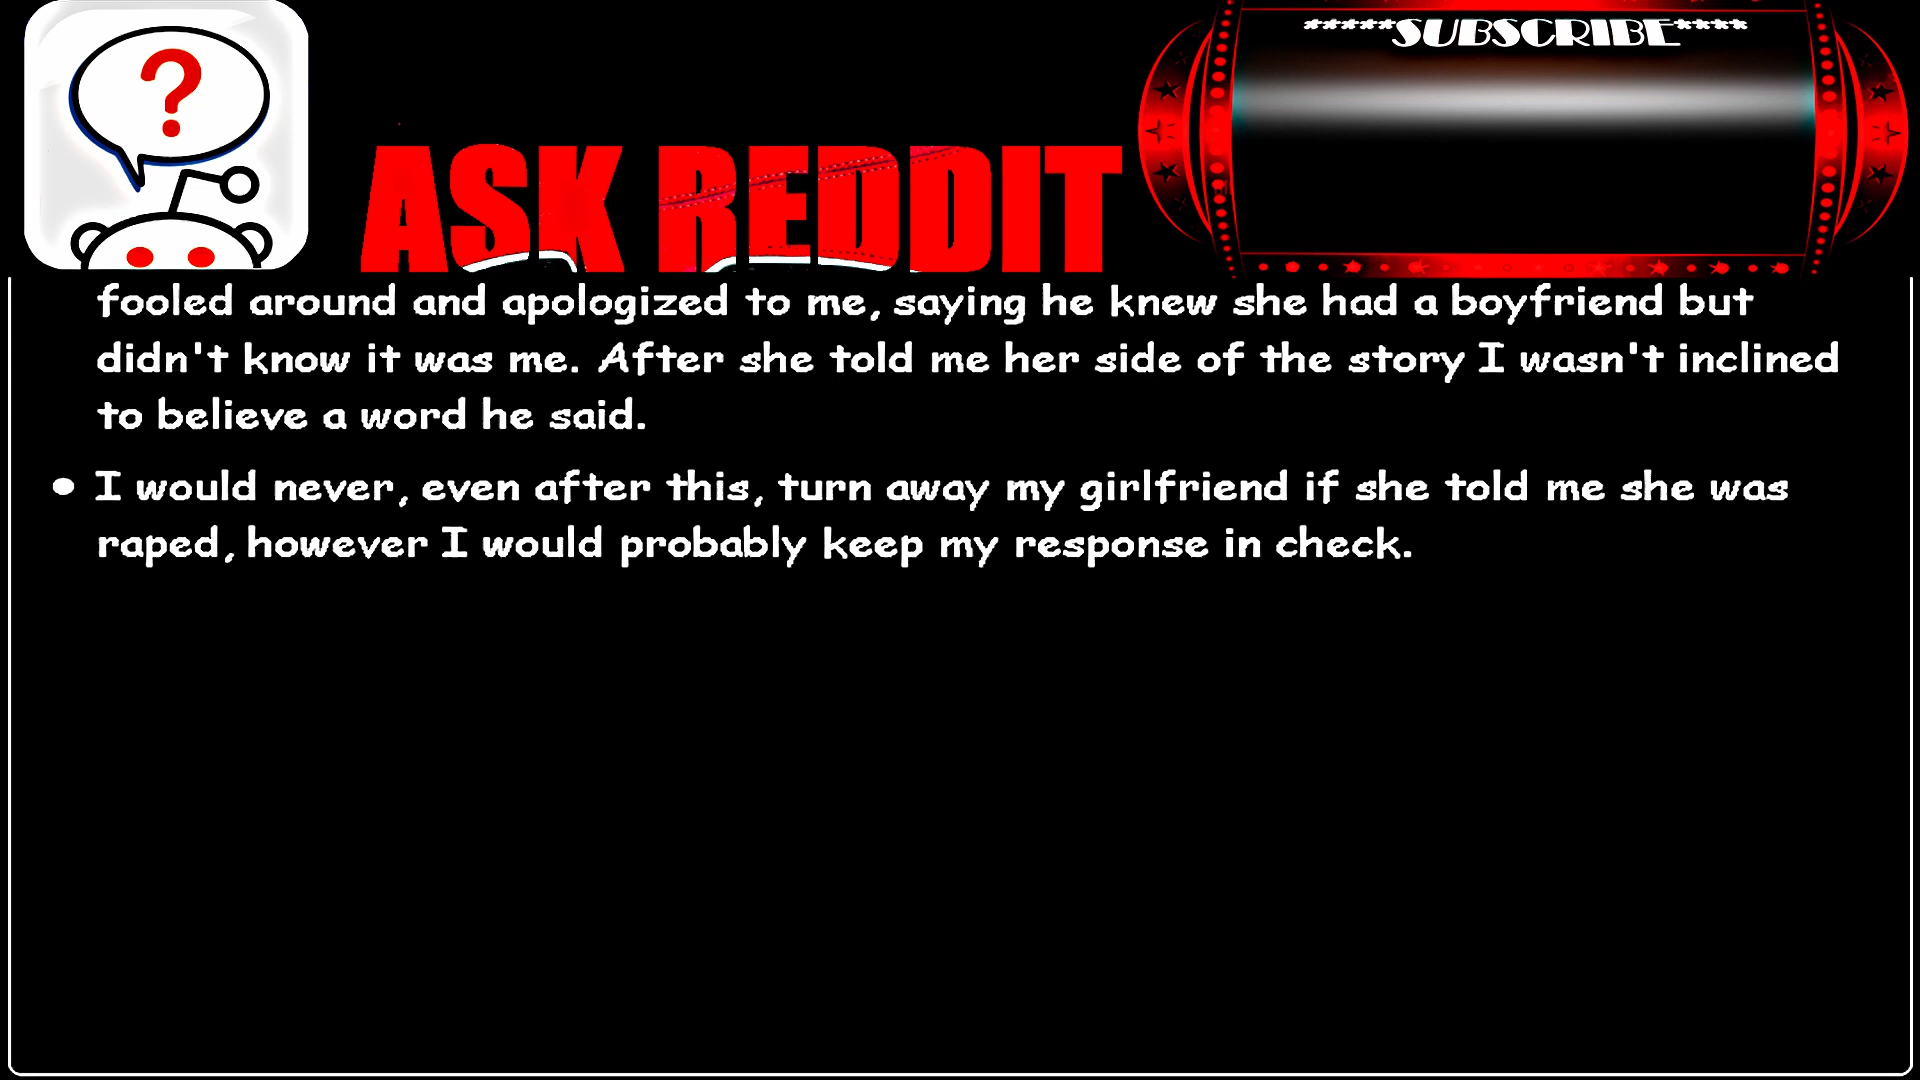 ?
*****SUBSCRIBE****
ASK REDDIT
fooled around and apologized to me, saying he knew she had a boyfriend but
didn't know it was me. After she told me her side of the story I wasn't inclined
to believe a word he said.
• I would never, even after this, turn away my girlfriend if she told me she was
raped, however I would probably keep my response in check.